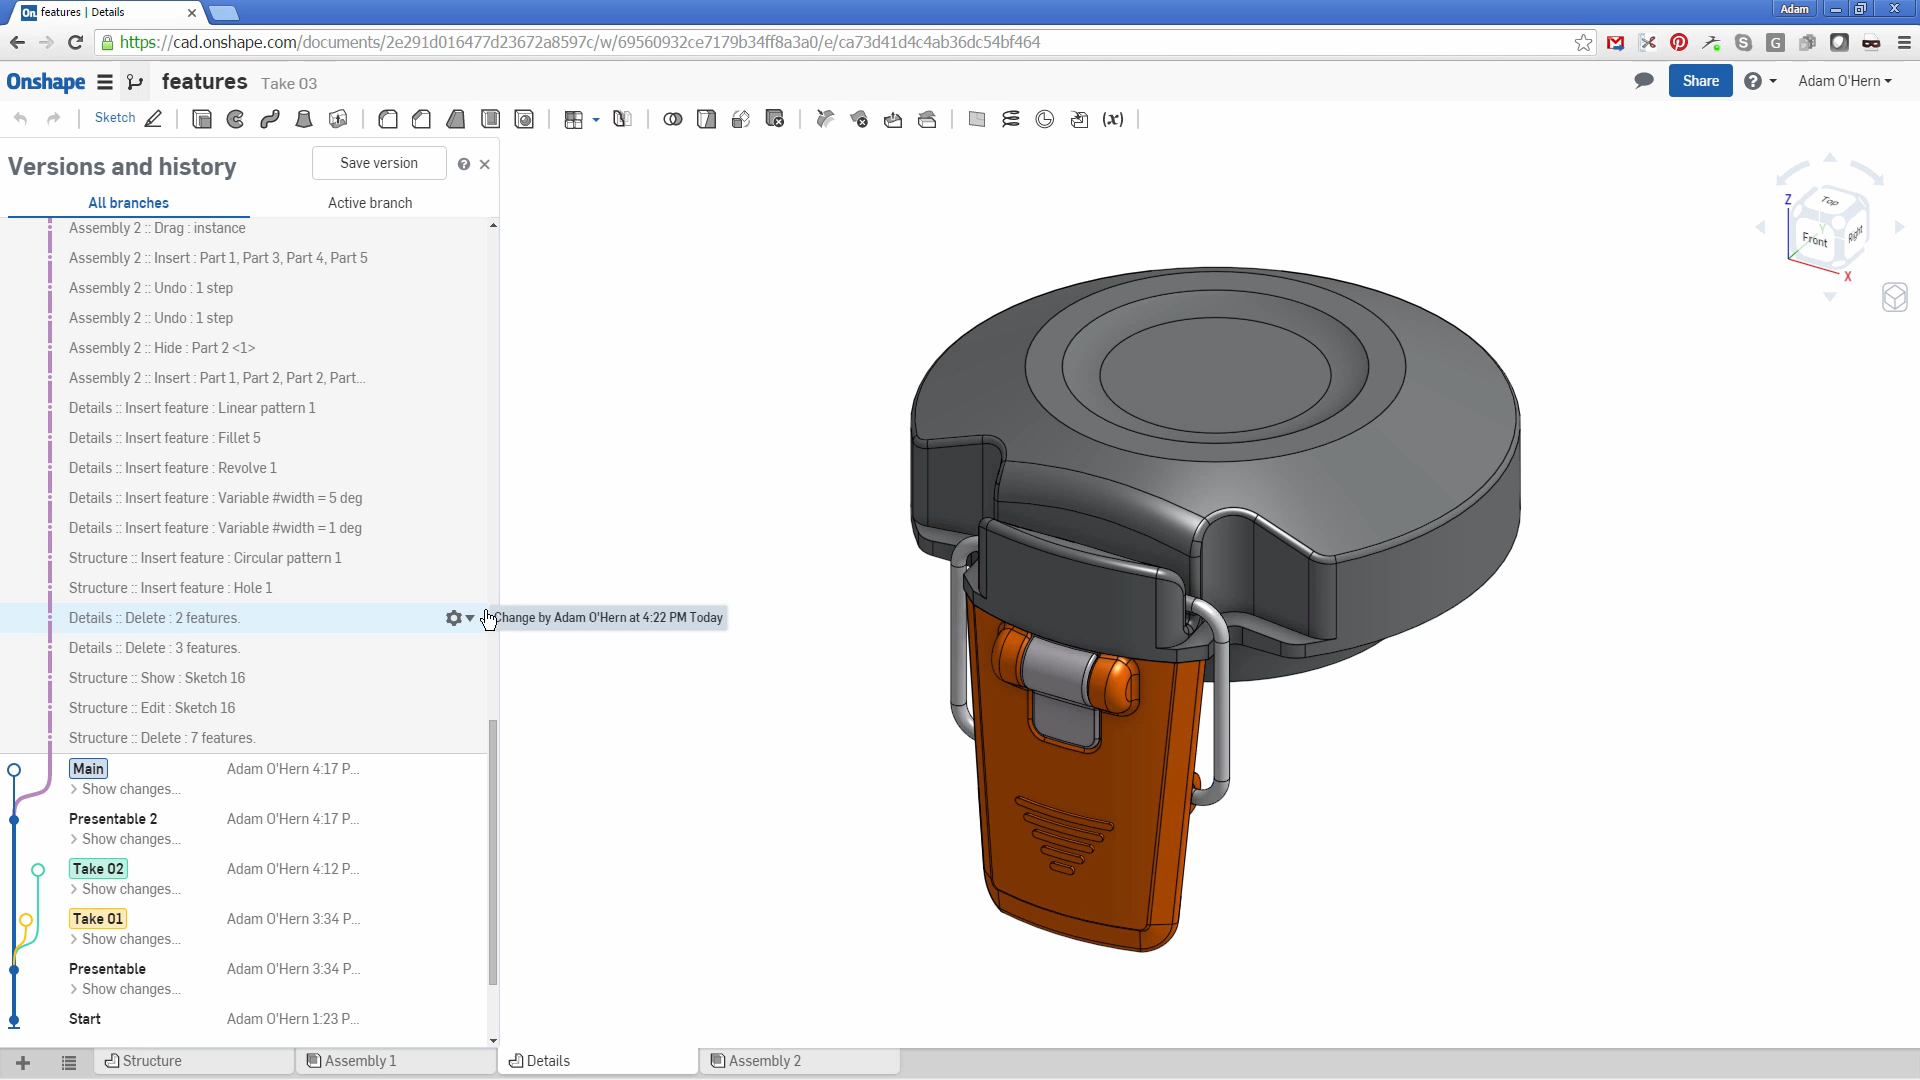 features | Details
Adam
https://cad.onshape.com/documents/2e291d016477d23672a8597c/w/69560932ce7179b34ff8a3a0/e/ca73d41d4c4ab36dc54bf464
Onshape features Take 03 Share Adam O'Hern
Sketch (x)
Versions and history Save version
All branches Active branch
Assembly 2 :: Drag : instance
Assembly 2 :: Insert : Part 1, Part 3, Part 4, Part 5
Assembly 2 :: Undo : 1 step
Assembly 2 :: Undo : 1 step
Assembly 2 :: Hide : Part 2 <1>
Assembly 2 :: Insert : Part 1, Part 2, Part 2, Part...
Details :: Insert feature : Linear pattern 1
Details :: Insert feature : Fillet 5
Details :: Insert feature : Revolve 1
Details :: Insert feature : Variable #width = 5 deg
Details :: Insert feature : Variable #width = 1 deg
Structure :: Insert feature : Circular pattern 1
Structure :: Insert feature : Hole 1
Details :: Delete : 2 features. Change by Adam O'Hern at 4:22 PM Today
Details :: Delete : 3 features.
Structure :: Show : Sketch 16
Structure :: Edit : Sketch 16
Structure :: Delete : 7 features.
Main Adam O'Hern 4:17 P...
Show changes...
Presentable 2 Adam O'Hern 4:17 P...
Show changes...
Take 02 Adam O'Hern 4:12 P...
Show changes...
Take 01 Adam O'Hern 3:34 P...
Show changes...
Presentable Adam O'Hern 3:34 P...
Show changes...
Start Adam O'Hern 1:23 P...
Z
Top
Y
Front Right
X
Structure Assembly 1 Details Assembly 2